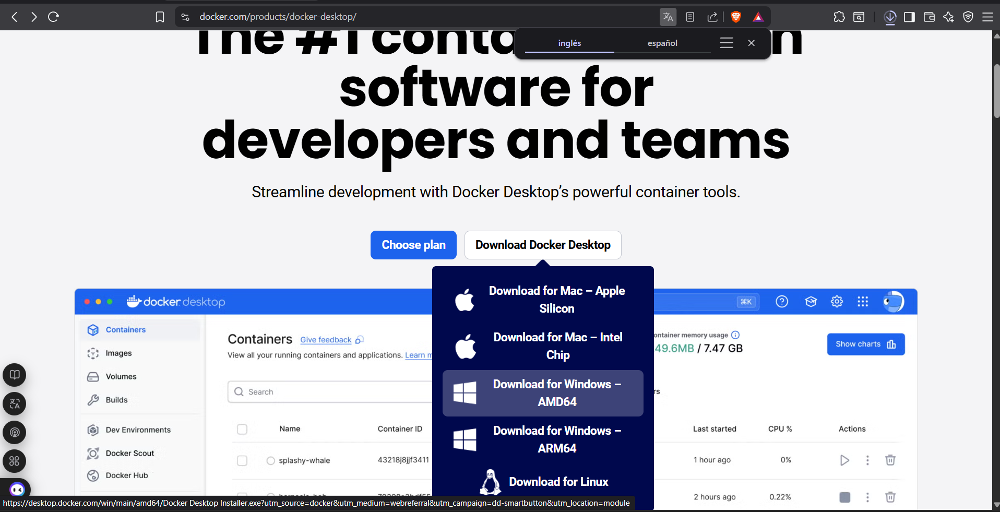 docker.com/products/docker-desktop/
inglés
español
The #1 conta
n
software for
developers and teams
Streamline development with Docker Desktop’s powerful container tools.
Choose plan
Download Docker Desktop
Download for Mac – Apple
Silicon
Download for Mac – Intel
Chip
Download for Windows –
AMD64
Download for Windows –
ARM64
Download for Linux
docker desktop
⌘K
Containers
Images
Volumes
Builds
Dev Environments
Docker Scout
Docker Hub
Containers Give feedback
View all your running containers and applications. Learn m
ontainer memory usage
49.6MB / 7.47 GB
Show charts
Search
rs
Name Container ID Last started CPU % Actions
splashy-whale 43218j8jjf3411 1 hour ago 0%
2 hours ago 0.22%
https://desktop.docker.com/win/main/amd64/Docker Desktop Installer.exe?utm_source=docker&utm_medium=webreferral&utm_campaign=dd-smartbutton&utm_location=module